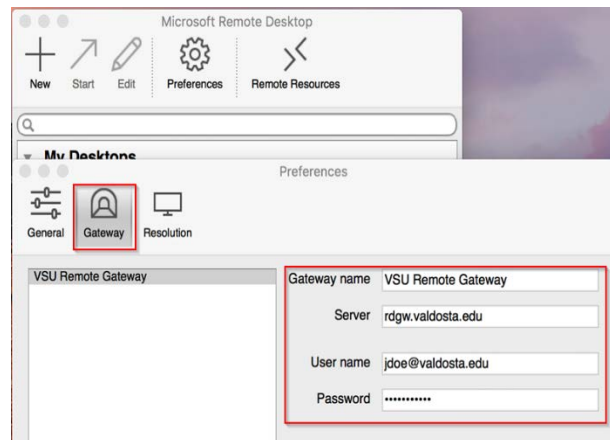 Microsoft Remote Desktop
New Start Edit Preferences Remote Resources
My Desktops
Preferences
General Gateway Resolution
VSU Remote Gateway
Gateway name VSU Remote Gateway
Server rdgw.valdosta.edu
User name jdoe@valdosta.edu
Password •••••••••••